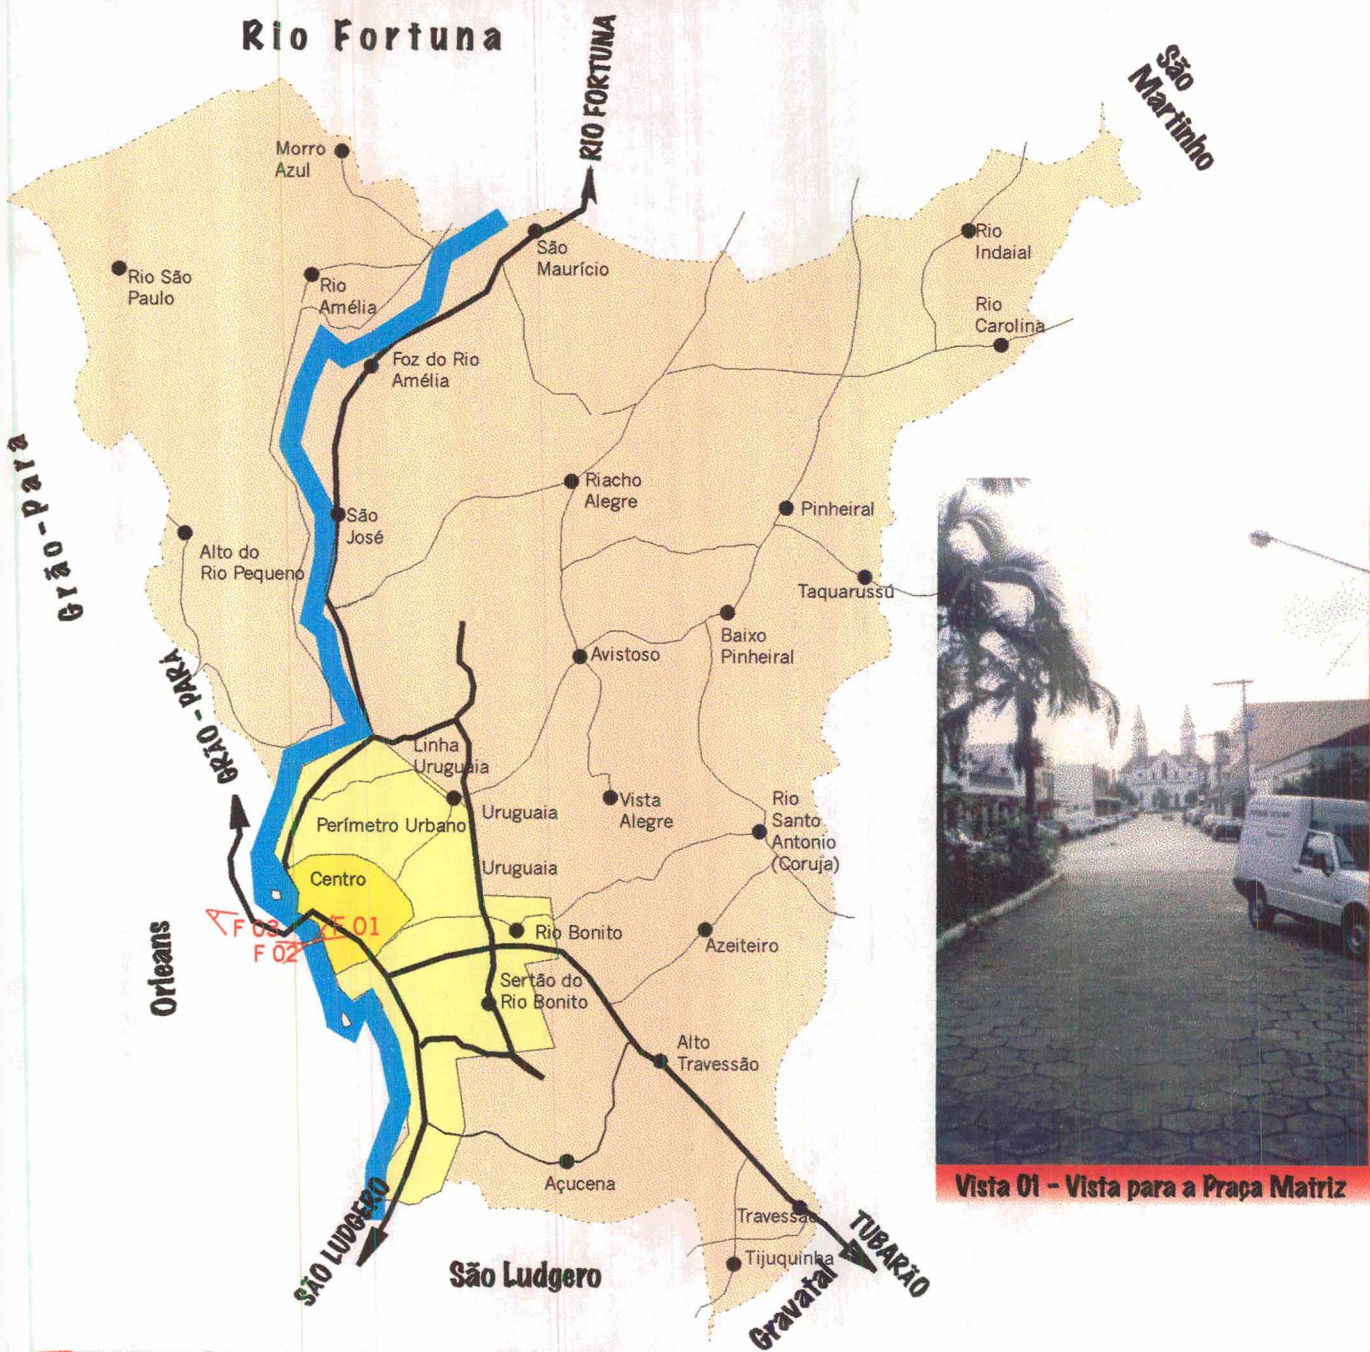 Rio Fortuna
RIO FORTUNA
São
Martinho
Morro
Azul
São
Maurício
Rio
Indaial
Rio São
Paulo
Rio
Amélia
Rio
Carolina
Foz do Rio
Amélia
Grão-Para
Riacho
Alegre
Pinheiral
São
José
Alto do
Rio Pequeno
Taquarussú
Baixo
Pinheiral
Avistoso
GRÃO-PARÁ
Linha
Uruguaia
Uruguaia
Vista
Alegre
Rio
Santo
Antonio
(Coruja)
Perímetro Urbano
Uruguaia
Centro
F 03
F 01
F 02
Rio Bonito
Azeiteiro
Orleans
Sertão do
Rio Bonito
Alto
Travessão
Açucena
Vista 01 - Vista para a Praça Matriz
Travessão
TUBARÃO
SÃO LUDGERO
São Ludgero
Tijuquinha
Gravatal